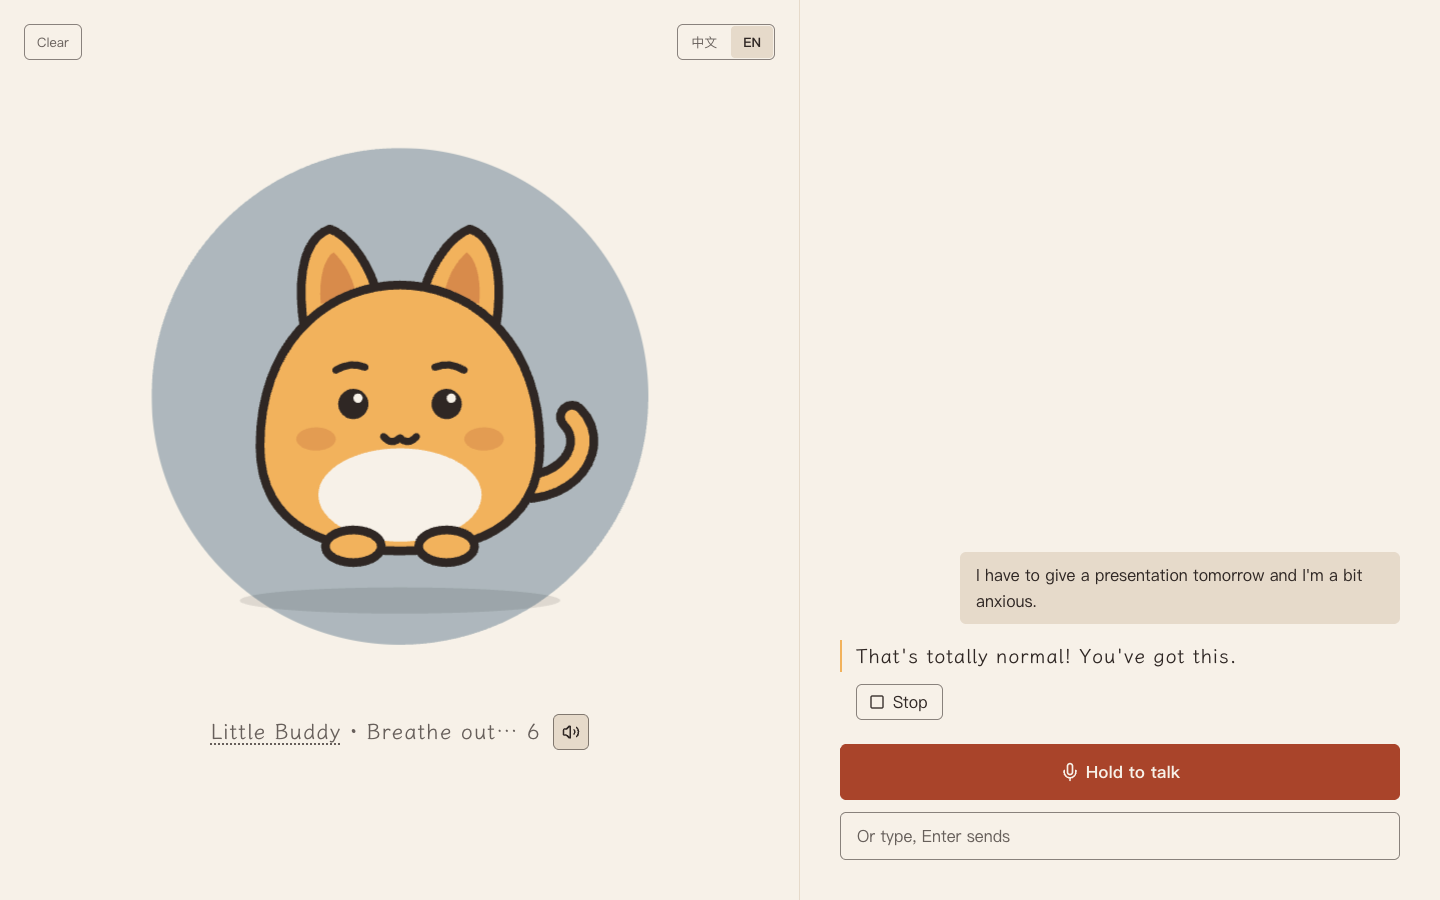 Clear
中文 EN
I have to give a presentation tomorrow and I'm a bit
anxious.
That's totally normal! You've got this.
Stop
Little Buddy • Breathe out… 6
Hold to talk
Or type, Enter sends